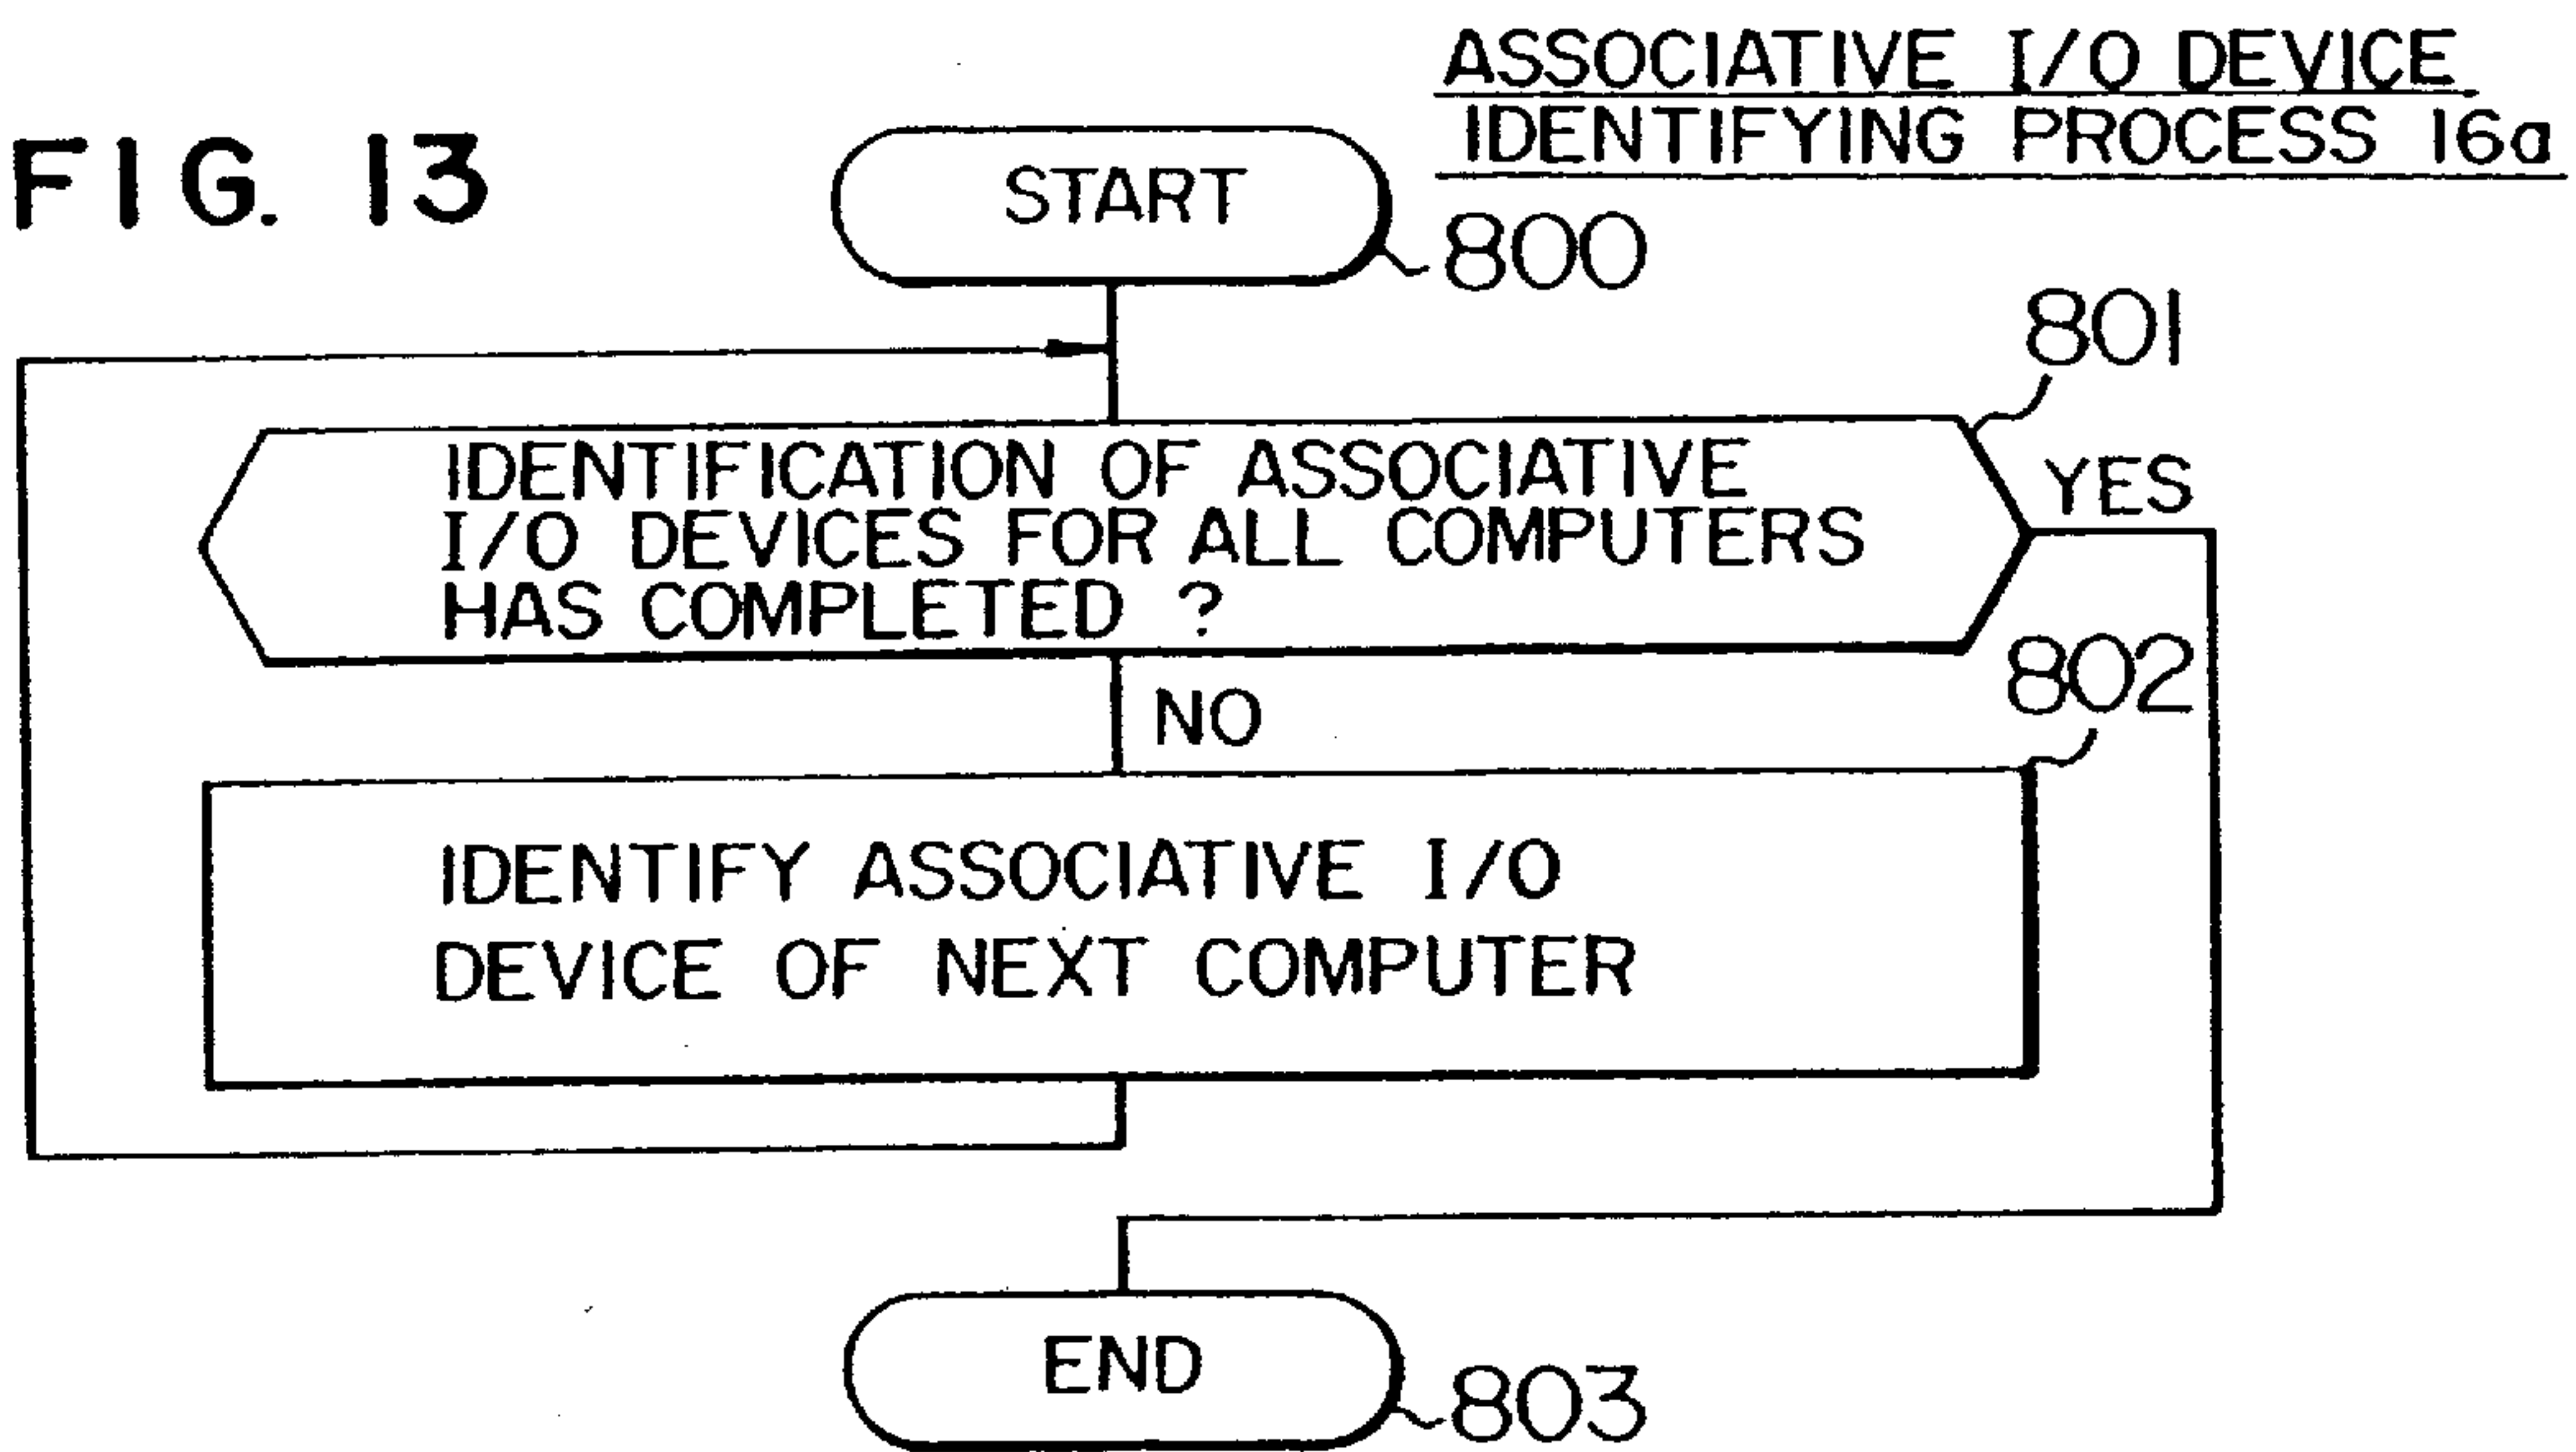 ASSOCIATIVE I/O DEVICE
IDENTIFYING PROCESS 16a
FIG. 13
START
800
801
IDENTIFICATION OF ASSOCIATIVE
I/O DEVICES FOR ALL COMPUTERS
HAS COMPLETED ?
YES
NO
802
IDENTIFY ASSOCIATIVE I/O
DEVICE OF NEXT COMPUTER
END
803